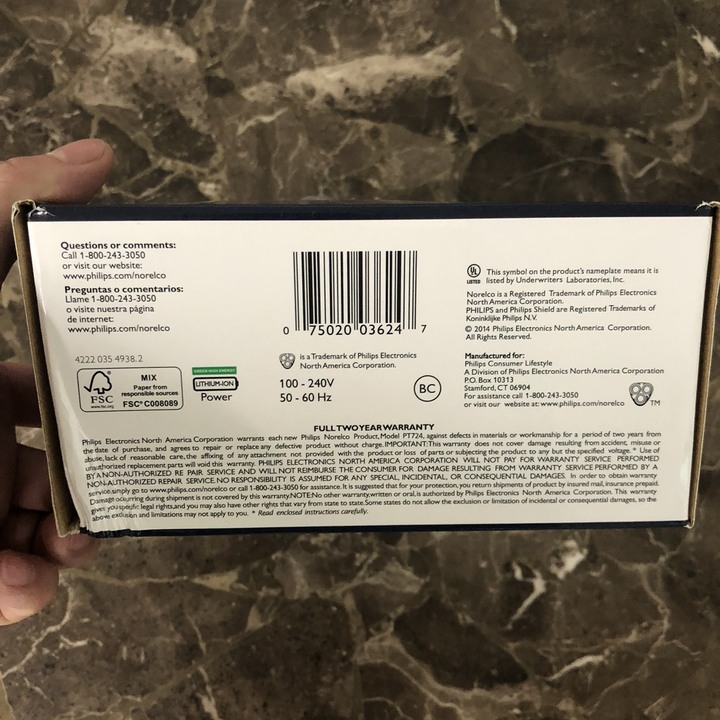 Questions or comments:
Call 1-800-243-3050
or visit our website:
www.philips.com/norelco
Preguntas o comentarios:
Llame 1-800-243-3050
o visite nuestra página
de internet:
www.philips.com/norelco
4222 035 4938.2
FSC
www.fsc.org
MIX
Paper from
responsible sources
FSC® C008089
GREEN HIGH ENERGY
LITHIUM-ION
Power
0 75020 03624 7
is a Trademark of Philips Electronics
North America Corporation.
100 - 240V
50 - 60 Hz
BC
UL
LISTED
This symbol on the product's nameplate means it is
listed by Underwriters Laboratories, Inc.
Norelco is a Registered Trademark of Philips Electronics
North America Corporation.
PHILIPS and Philips Shield are Registered Trademarks of
Koninklijke Philips N.V.
© 2014 Philips Electronics North America Corporation.
All Rights Reserved.
Manufactured for:
Philips Consumer Lifestyle
A Division of Philips Electronics North America Corporation
P.O. Box 10313
Stamford, CT 06904
For assistance call 1-800-243-3050
or visit our website at: www.philips.com/norelco
TM
FULL TWO YEAR WARRANTY
Philips Electronics North America Corporation warrants each new Philips Norelco Product, Model PT724, against defects in materials or workmanship for a period of two years from
the date of purchase, and agrees to repair or replace any defective product without charge. IMPORTANT: This warranty does not cover damage resulting from accident, misuse or
abuse, lack of reasonable care, the affixing of any attachment not provided with the product or loss of parts or subjecting the product to any but the specified voltage.* Use of
unauthorized replacement parts will void this warranty. PHILIPS ELECTRONICS NORTH AMERICA CORPORATION WILL NOT PAY FOR WARRANTY SERVICE PERFORMED
BY A NON-AUTHORIZED RE PAIR SERVICE AND WILL NOT REIMBURSE THE CONSUMER FOR DAMAGE RESULTING FROM WARRANTY SERVICE PERFORMED BY A
NON-AUTHORIZED REPAIR SERVICE. NO RESPONSIBILITY IS ASSUMED FOR ANY SPECIAL, INCIDENTAL, OR CONSEQUENTIAL DAMAGES. In order to obtain warranty
service, simply go to www.philips.com/norelco or call 1-800-243-3050 for assistance. It is suggested that for your protection, you return shipments of product by insured mail, insurance prepaid.
Damage occurring during shipment is not covered by this warranty. NOTE: No other warranty, written or oral, is authorized by Philips Electronics North America Corporation. This warranty
gives you specific legal rights, and you may also have other rights that vary from state to state. Some states do not allow the exclusion or limitation of incidental or consequential damages, so the
above exclusion and limitations may not apply to you. * Read enclosed instructions carefully.